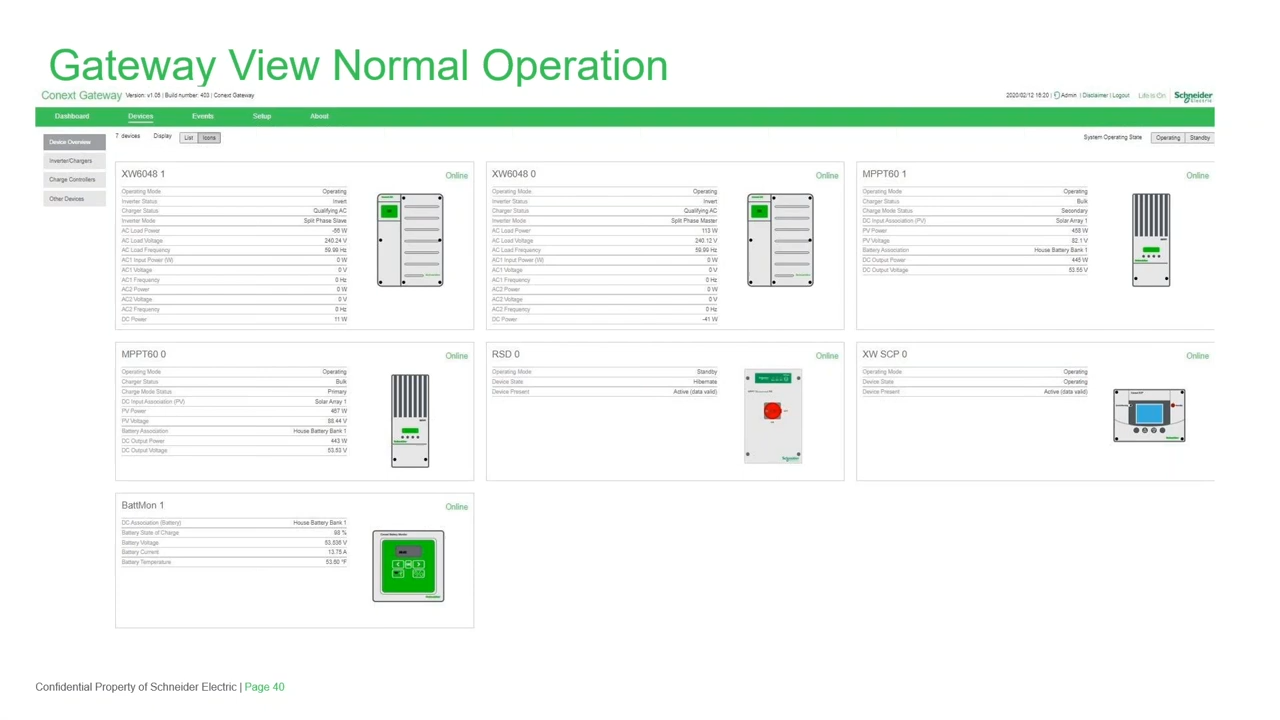 Gateway View Normal Operation
Conext Gateway Version: v1.05 | Build number: 403 | Conext Gateway
2020/02/12 16:20 | Admin | Disclaimer | Logout Life Is On Schneider Electric
Dashboard Devices Events Setup About
Device Overview
Inverter/Chargers
Charge Controllers
Other Devices
7 devices Display List Icons
System Operating State Operating Standby
XW6048 1 Online
Operating Mode Operating
Inverter Status Invert
Charger Status Qualifying AC
Inverter Mode Split Phase Slave
AC Load Power W
AC Load Voltage 240.24 V
AC Load Frequency 59.99 Hz
AC1 Input Power (W) 0 W
AC1 Voltage 0 V
AC1 Frequency 0 Hz
AC2 Power 0 W
AC2 Voltage 0 V
AC2 Frequency 0 Hz
DC Power 11 W
XW6048 0 Online
Operating Mode Operating
Inverter Status Invert
Charger Status Qualifying AC
Inverter Mode Split Phase Master
AC Load Power 113 W
AC Load Voltage 240.12 V
AC Load Frequency 59.99 Hz
AC1 Input Power (W) 0 W
AC1 Voltage 0 V
AC1 Frequency 0 Hz
AC2 Power 0 W
AC2 Voltage 0 V
AC2 Frequency 0 Hz
DC Power -41 W
MPPT60 1 Online
Operating Mode Operating
Charger Status Bulk
Charge Mode Status Secondary
DC Input Association (PV) Solar Array 1
PV Power 458 W
PV Voltage 82.1 V
Battery Association House Battery Bank 1
DC Output Power 445 W
DC Output Voltage 53.55 V
MPPT60 0 Online
Operating Mode Operating
Charger Status Bulk
Charge Mode Status Primary
DC Input Association (PV) Solar Array 1
PV Power 457 W
PV Voltage 88.44 V
Battery Association House Battery Bank 1
DC Output Power 443 W
DC Output Voltage 53.53 V
RSD 0 Online
Operating Mode Standby
Device State Hibernate
Device Present Active (data valid)
XW SCP 0 Online
Operating Mode Operating
Device State Operating
Device Present Active (data valid)
BattMon 1 Online
DC Association (Battery) House Battery Bank 1
Battery State of Charge 98 %
Battery Voltage 53.538 V
Battery Current 13.75 A
Battery Temperature 53.60 °F
Confidential Property of Schneider Electric | Page 40